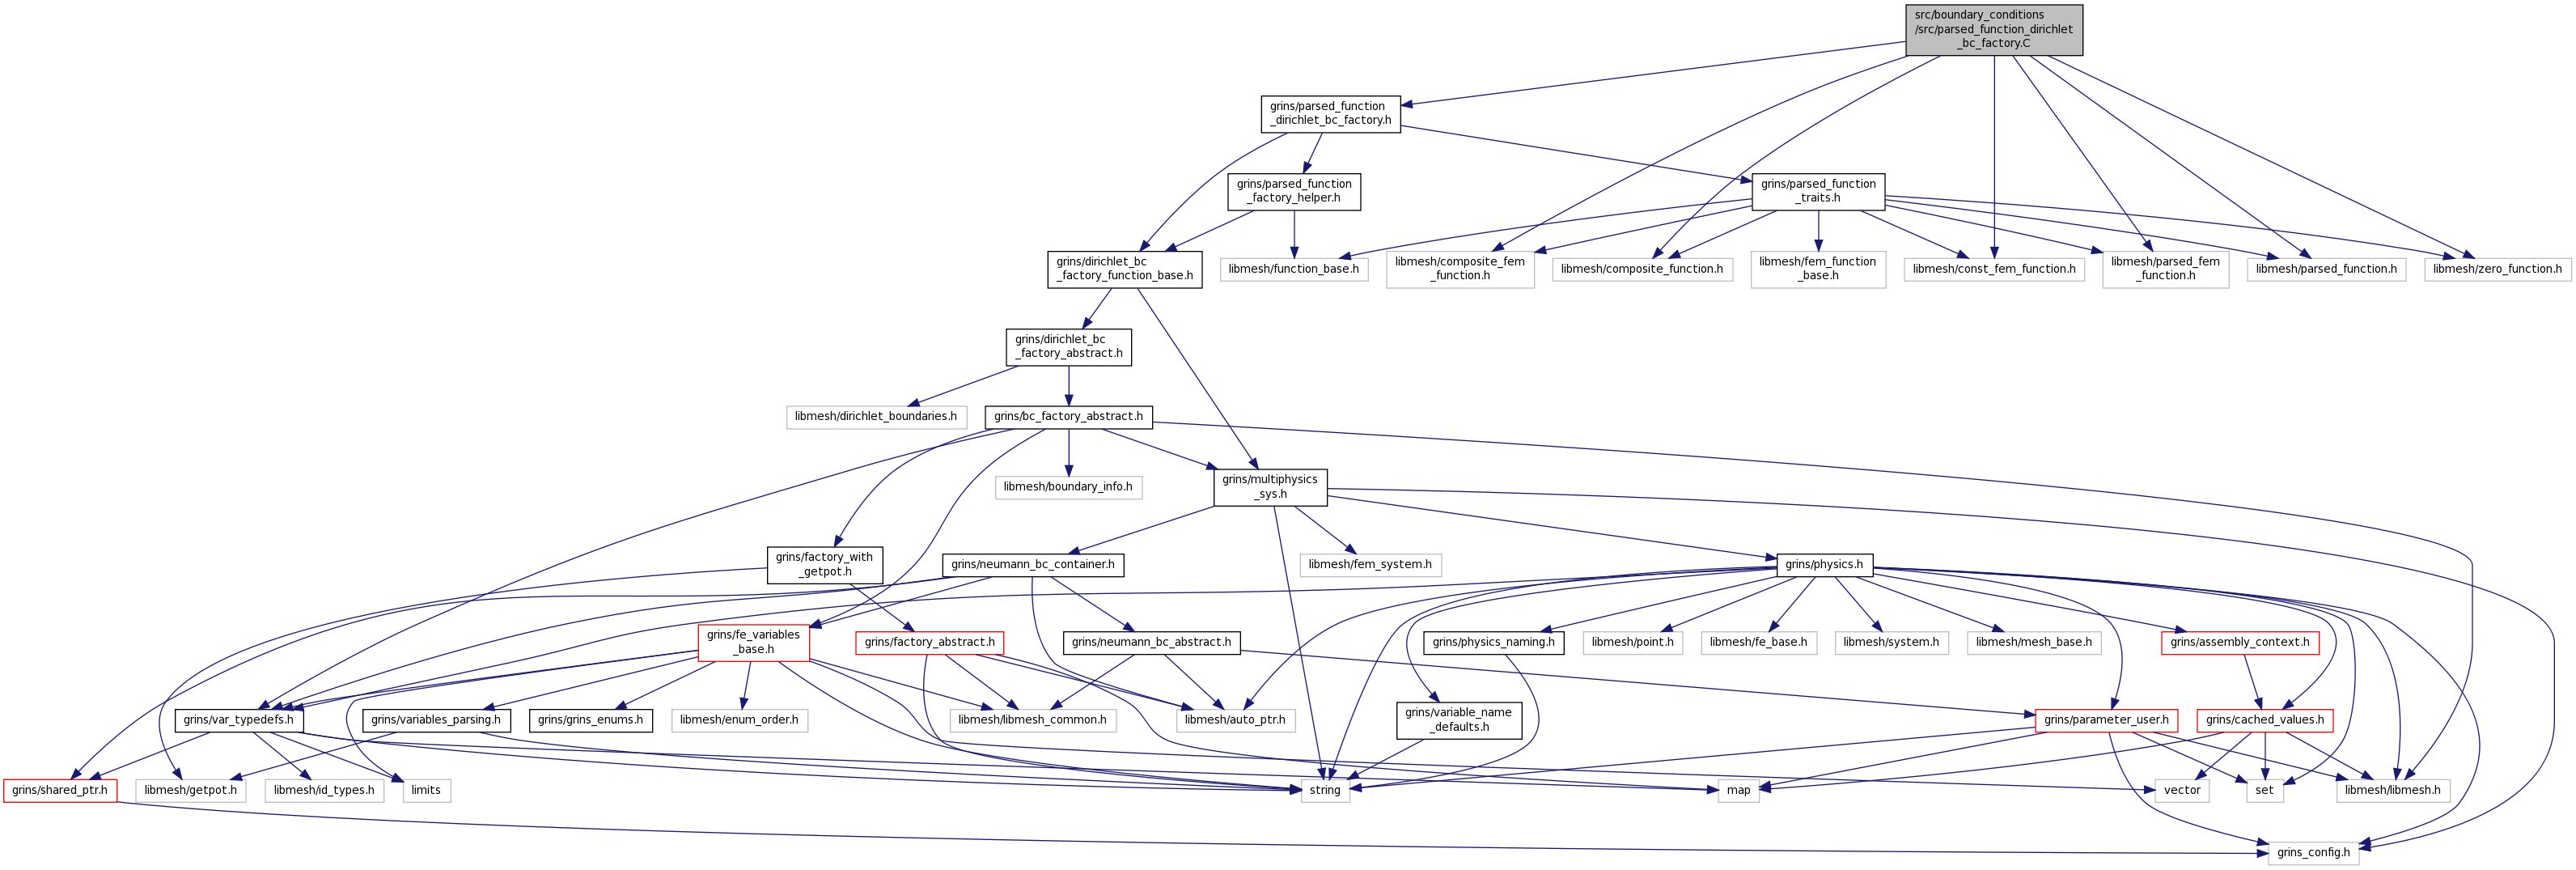 src/boundary_conditions
/src/parsed_function_dirichlet
_bc_factory.C
grins/parsed_function
_dirichlet_bc_factory.h
grins/parsed_function
_factory_helper.h
grins/parsed_function
_traits.h
grins/dirichlet_bc
_factory_function_base.h
libmesh/function_base.h
libmesh/composite_fem
_function.h
libmesh/composite_function.h
libmesh/fem_function
_base.h
libmesh/const_fem_function.h
libmesh/parsed_fem
_function.h
libmesh/parsed_function.h
libmesh/zero_function.h
grins/dirichlet_bc
_factory_abstract.h
libmesh/dirichlet_boundaries.h
grins/bc_factory_abstract.h
libmesh/boundary_info.h
grins/multiphysics
_sys.h
grins/factory_with
_getpot.h
grins/neumann_bc_container.h
libmesh/fem_system.h
grins/physics.h
grins/fe_variables
_base.h
grins/factory_abstract.h
grins/neumann_bc_abstract.h
grins/physics_naming.h
libmesh/point.h
libmesh/fe_base.h
libmesh/system.h
libmesh/mesh_base.h
grins/assembly_context.h
grins/var_typedefs.h
grins/variables_parsing.h
grins/grins_enums.h
libmesh/enum_order.h
libmesh/libmesh_common.h
libmesh/auto_ptr.h
grins/variable_name
_defaults.h
grins/parameter_user.h
grins/cached_values.h
grins/shared_ptr.h
libmesh/getpot.h
libmesh/id_types.h
limits
string
map
vector
set
libmesh/libmesh.h
grins_config.h